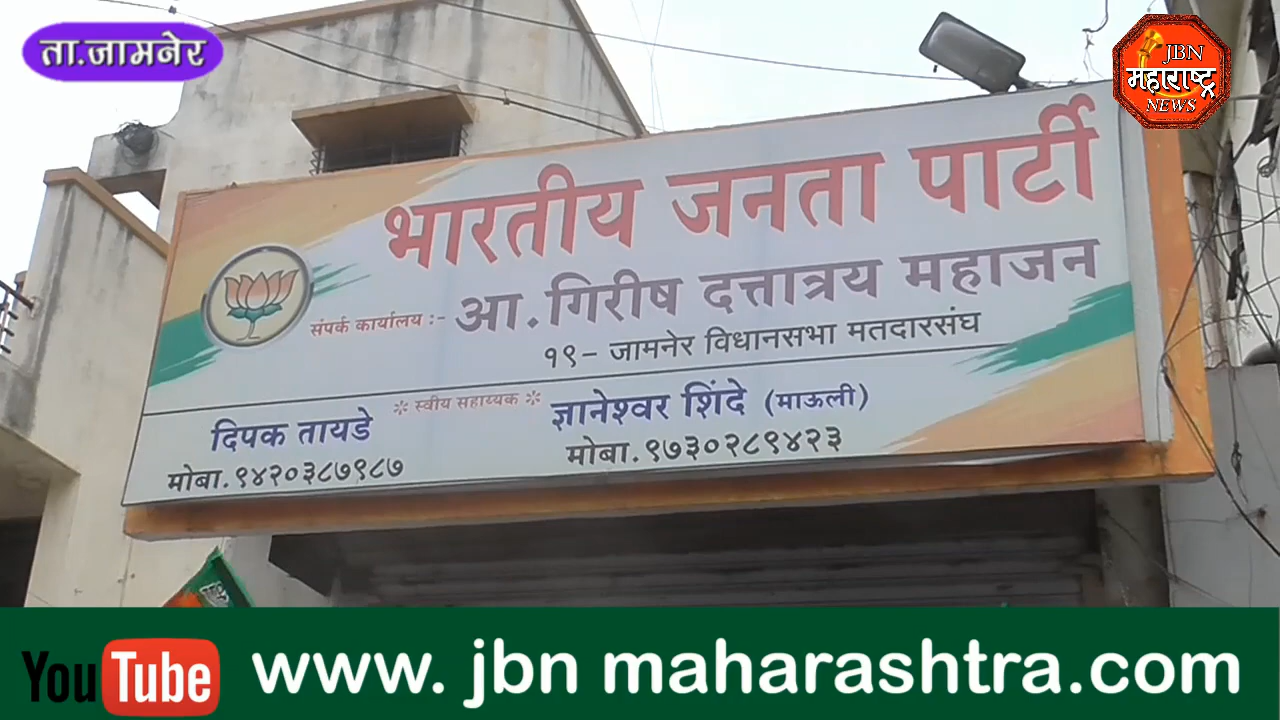 ता.जामनेर
JBN
महाराष्ट्र
NEWS
भारतीय जनता पार्टी
संपर्क कार्यालय :- आ. गिरीष दत्तात्रय महाजन
१९- जामनेर विधानसभा मतदारसंघ
* स्वीय सहाय्यक *
दिपक तायडे
मोबा.९४२०३८७९८७
ज्ञानेश्वर शिंदे (माऊली)
मोबा.९७३०२८९४२३
YouTube www. jbn maharashtra.com